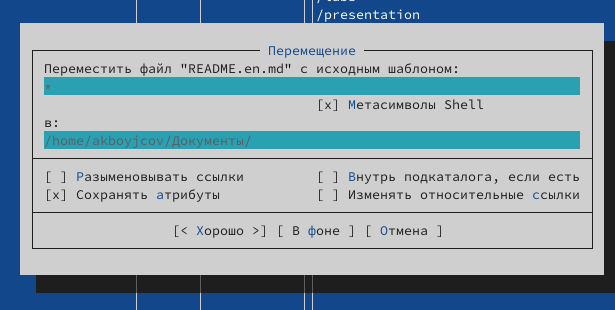 /presentation
Перемещение
Переместить файл "README.en.md" с исходным шаблоном:
*
[x] Метасимволы Shell
в:
/home/akboyjcov/Документы/
[ ] Разыменовывать ссылки [ ] Внутрь подкаталога, если есть
[x] Сохранять атрибуты [ ] Изменять относительные ссылки
[< Хорошо >] [ В фоне ] [ Отмена ]